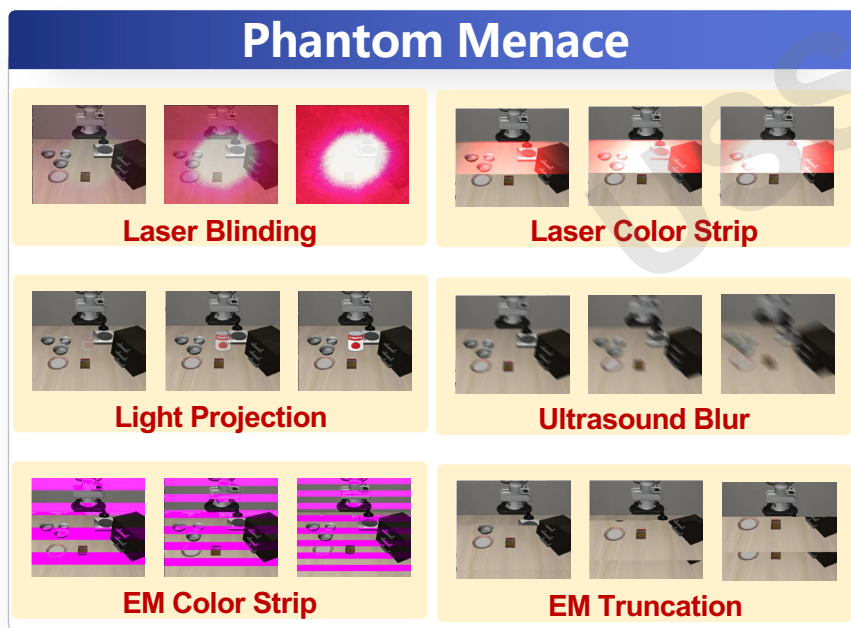 Phantom Menace
Laser Blinding
Laser Color Strip
Light Projection
Ultrasound Blur
EM Color Strip
EM Truncation